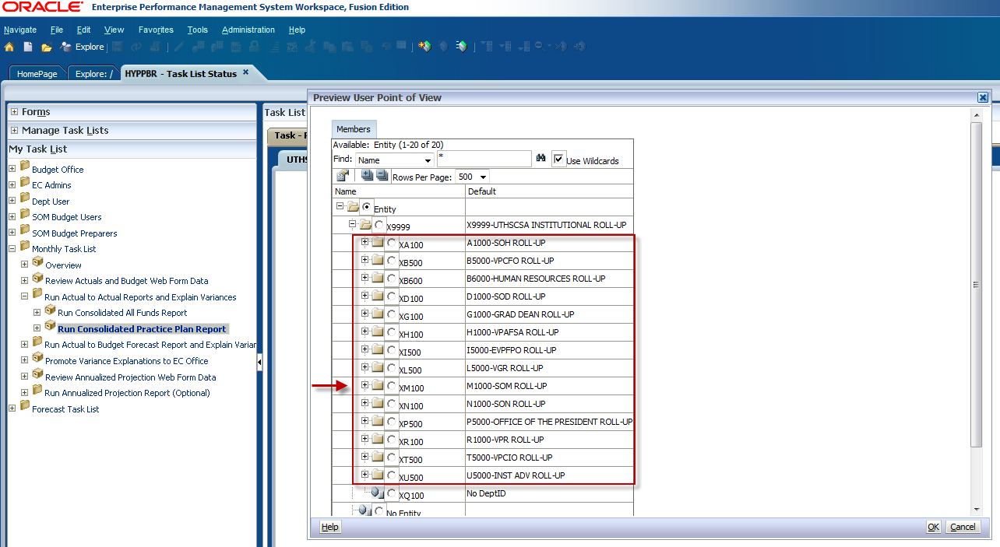 ORACLE® Enterprise Performance Management System Workspace, Fusion Edition
Navigate File Edit View Favorites Tools Administration Help
Explore
HomePage Explore: / HYPPBR - Task List Status ×
Forms
Manage Task Lists
My Task List
Budget Office
EC Admins
Dept User
SOM Budget Users
SOM Budget Preparers
Monthly Task List
Overview
Review Actuals and Budget Web Form Data
Run Actual to Actual Reports and Explain Variances
Run Consolidated All Funds Report
Run Consolidated Practice Plan Report
Run Actual to Budget Forecast Report and Explain Varian
Promote Variance Explanations to EC Office
Review Annualized Projection Web Form Data
Run Annualized Projection Report (Optional)
Forecast Task List
Task List
Task -
UTHS
Preview User Point of View
Members
Available: Entity (1-20 of 20)
Find: Name * Use Wildcards
Rows Per Page: 500
Name Default
Entity
X9999 X9999-UTHSCSA INSTITUTIONAL ROLL-UP
XA100 A1000-SOH ROLL-UP
XB500 B5000-VPCFO ROLL-UP
XB600 B6000-HUMAN RESOURCES ROLL-UP
XD100 D1000-SOD ROLL-UP
XG100 G1000-GRAD DEAN ROLL-UP
XH100 H1000-VPAFSA ROLL-UP
XI500 I5000-EVPFPO ROLL-UP
XL500 L5000-VGR ROLL-UP
XM100 M1000-SOM ROLL-UP
XN100 N1000-SON ROLL-UP
XP500 P5000-OFFICE OF THE PRESIDENT ROLL-UP
XR100 R1000-VPR ROLL-UP
XT500 T5000-VPCIO ROLL-UP
XU500 U5000-INST ADV ROLL-UP
XQ100 No DeptID
No Entity
Help OK Cancel